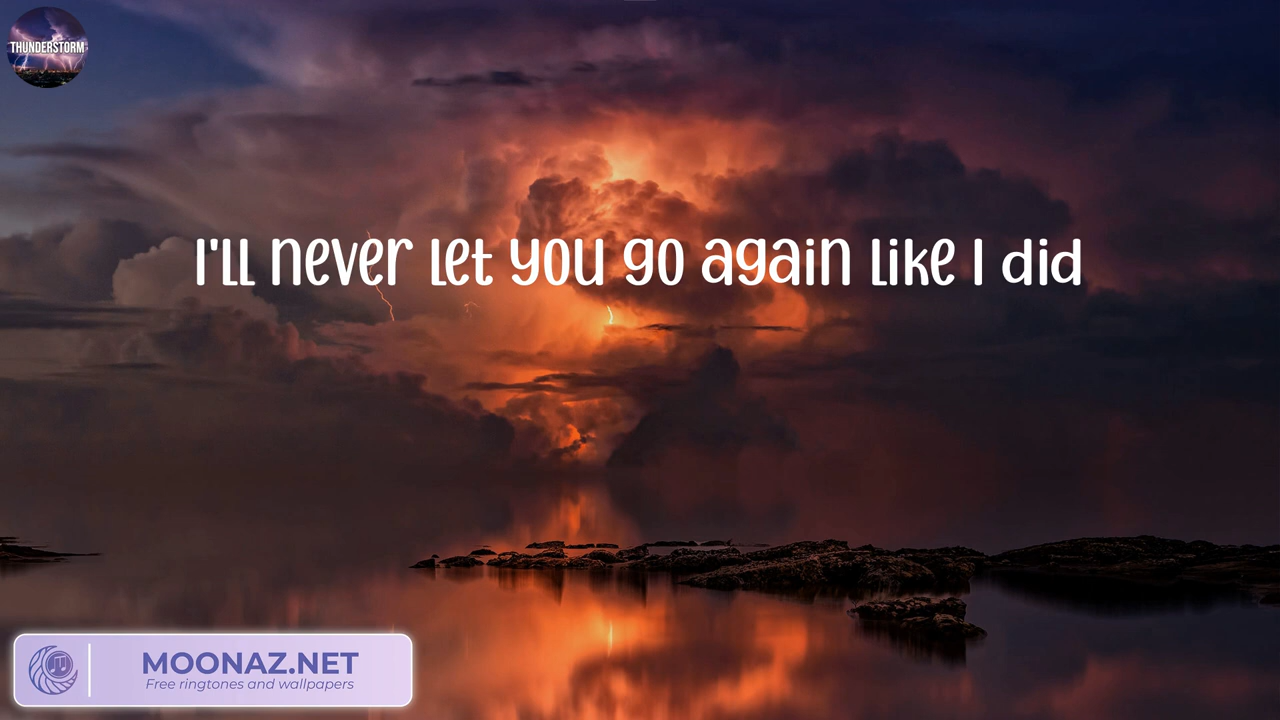 THUNDERSTORM
I'll never let you go again like I did
MOONAZ.NET
Free ringtones and wallpapers